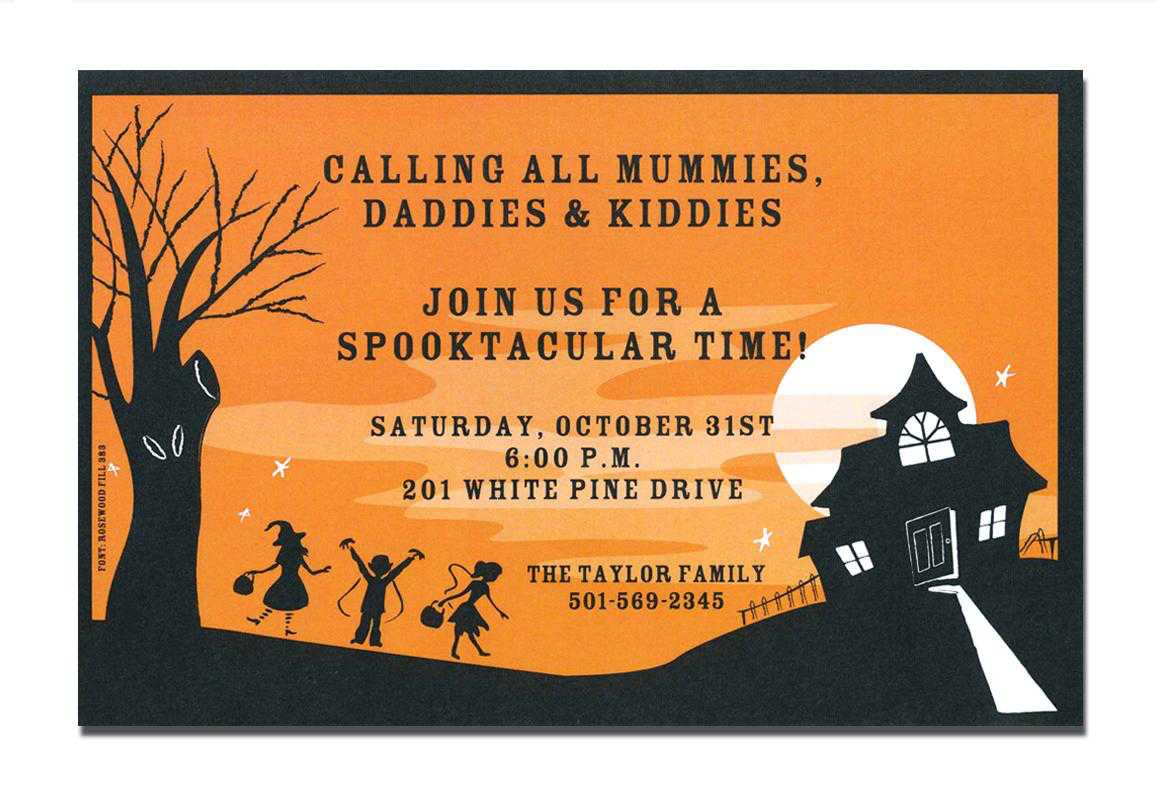 CALLING ALL MUMMIES,
DADDIES & KIDDIES
JOIN US FOR A
SPOOKTACULAR TIME!
SATURDAY, OCTOBER 31ST
6:00 P.M.
201 WHITE PINE DRIVE
THE TAYLOR FAMILY
501-569-2345
FONT: ROSEWOOD FILL 383